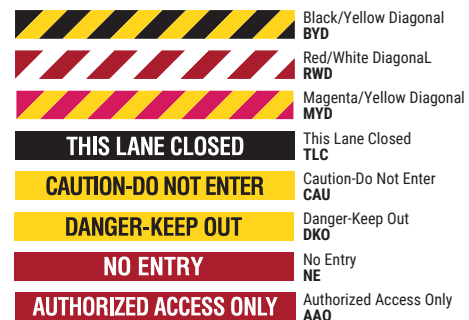 Black/Yellow Diagonal
BYD
Red/White DiagonaL
RWD
Magenta/Yellow Diagonal
MYD
THIS LANE CLOSED
This Lane Closed
TLC
CAUTION-DO NOT ENTER
Caution-Do Not Enter
CAU
DANGER-KEEP OUT
Danger-Keep Out
DKO
NO ENTRY
No Entry
NE
AUTHORIZED ACCESS ONLY
Authorized Access Only
AAO